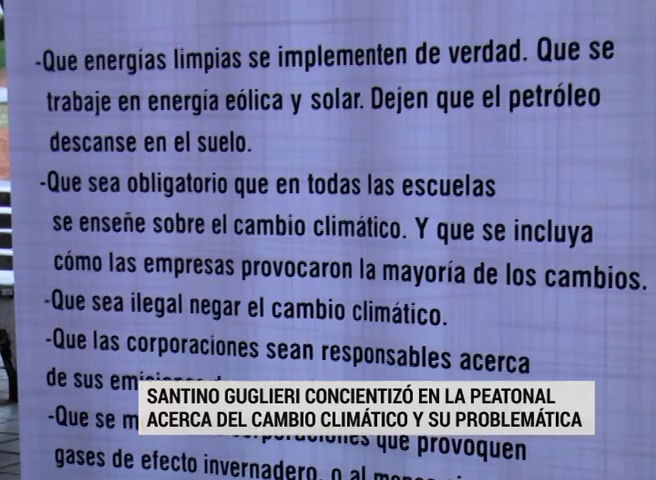 -Que energías limpias se implementen de verdad. Que se
trabaje en energía eólica y solar. Dejen que el petróleo
descanse en el suelo.
-Que sea obligatorio que en todas las escuelas
se enseñe sobre el cambio climático. Y que se incluya
cómo las empresas provocaron la mayoría de los cambios.
-Que sea ilegal negar el cambio climático.
-Que las corporaciones sean responsables acerca
de sus
-Que se que provoquen
gases de efecto invernadero, o al
SANTINO GUGLIERI CONCIENTIZÓ EN LA PEATONAL
ACERCA DEL CAMBIO CLIMÁTICO Y SU PROBLEMÁTICA